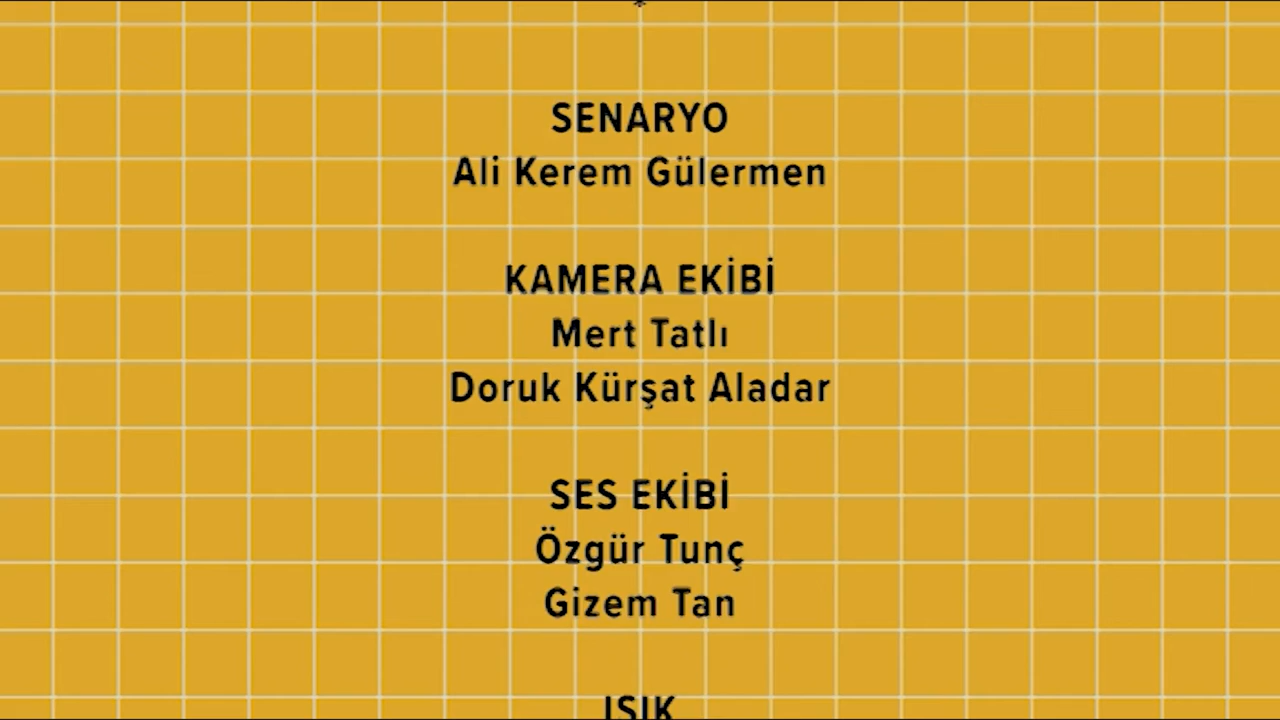 SENARYO
Ali Kerem Gülermen
KAMERA EKİBİ
Mert Tatlı
Doruk Kürşat Aladar
SES EKİBİ
Özgür Tunç
Gizem Tan